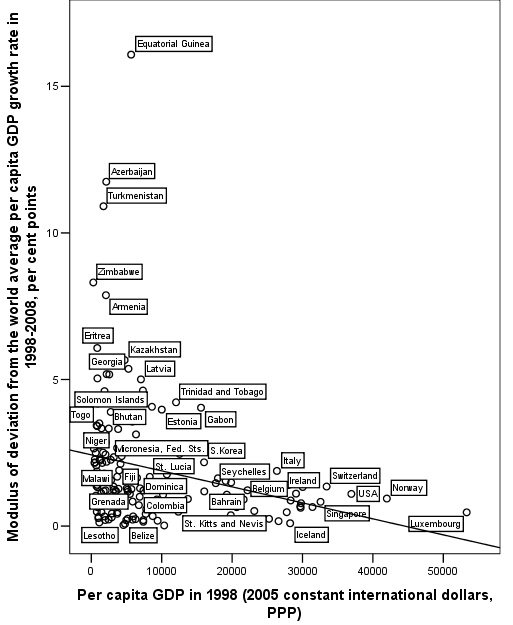 Modulus of deviation from the world average per capita GDP growth rate in
1998-2008, per cent points
15
10
5
0
Equatorial Guinea
Azerbaijan
Turkmenistan
Zimbabwe
Armenia
Eritrea
Kazakhstan
Georgia
Latvia
Trinidad and Tobago
Solomon Islands
Togo
Bhutan
Estonia
Gabon
Niger
Micronesia, Fed. Sts.
S.Korea
St. Lucia
Italy
Malawi
Fiji
Seychelles
Switzerland
Dominica
Belgium
Ireland
USA
Norway
Grenada
Colombia
Bahrain
Singapore
St. Kitts and Nevis
Luxembourg
Lesotho
Belize
Iceland
0
10000
20000
30000
40000
50000
Per capita GDP in 1998 (2005 constant international dollars,
PPP)